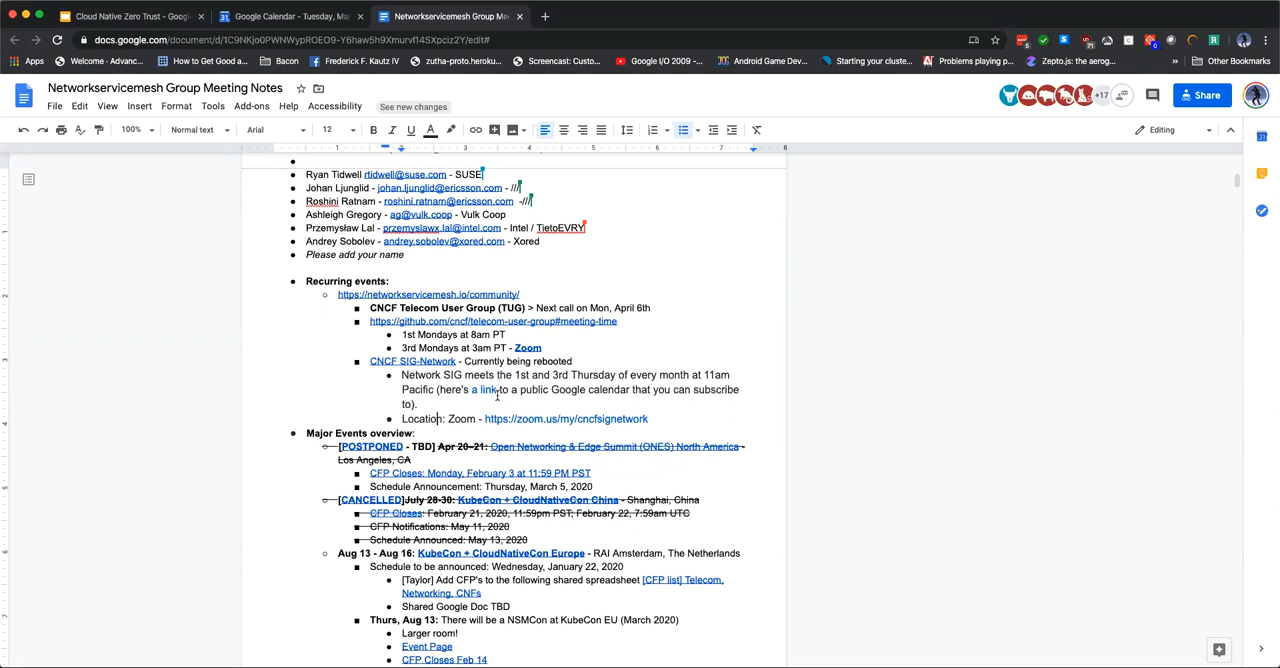 Cloud Native Zero Trust - Googl
Google Calendar - Tuesday, Mar
Networkservicemesh Group Mee
docs.google.com/document/d/1C9NKjo0PWNWypROEO9-Y6haw5h9Xmurvl14SXpciz2Y/edit#
Apps
Welcome - Advanc...
How to Get Good a...
Bacon
Frederick F. Kautz IV
zutha-proto.heroku...
Screencast: Custo...
Google I/O 2009 -...
Android Game Dev...
Starting your cluste...
Problems playing p...
Zepto.js: the aerog...
Other Bookmarks
Networkservicemesh Group Meeting Notes
File Edit View Insert Format Tools Add-ons Help Accessibility See new changes
+17
Share
100% Normal text Arial 12 Editing
Ryan Tidwell rtidwell@suse.com - SUSE
Johan Ljunglid - johan.ljunglid@ericsson.com - ///
Roshini Ratnam - roshini.ratnam@ericsson.com -///
Ashleigh Gregory - ag@vulk.coop - Vulk Coop
Przemysław Lal - przemyslawx.lal@intel.com - Intel / TietoEVRY
Andrey Sobolev - andrey.sobolev@xored.com - Xored
Please add your name
Recurring events:
https://networkservicemesh.io/community/
CNCF Telecom User Group (TUG) > Next call on Mon, April 6th
https://github.com/cncf/telecom-user-group#meeting-time
1st Mondays at 8am PT
3rd Mondays at 3am PT - Zoom
CNCF SIG-Network - Currently being rebooted
Network SIG meets the 1st and 3rd Thursday of every month at 11am
Pacific (here's a link to a public Google calendar that you can subscribe
to).
Location: Zoom - https://zoom.us/my/cncfsignetwork
Major Events overview:
[POSTPONED - TBD] Apr 20–21: Open Networking & Edge Summit (ONES) North America -
Los Angeles, CA
CFP Closes: Monday, February 3 at 11:59 PM PST
Schedule Announcement: Thursday, March 5, 2020
[CANCELLED]July 28-30: KubeCon + CloudNativeCon China - Shanghai, China
CFP Closes: February 21, 2020, 11:59pm PST; February 22, 7:59am UTC
CFP Notifications: May 11, 2020
Schedule Announced: May 13, 2020
Aug 13 - Aug 16: KubeCon + CloudNativeCon Europe - RAI Amsterdam, The Netherlands
Schedule to be announced: Wednesday, January 22, 2020
[Taylor] Add CFP's to the following shared spreadsheet [CFP list] Telecom,
Networking, CNFs
Shared Google Doc TBD
Thurs, Aug 13: There will be a NSMCon at KubeCon EU (March 2020)
Larger room!
Event Page
CFP Closes Feb 14